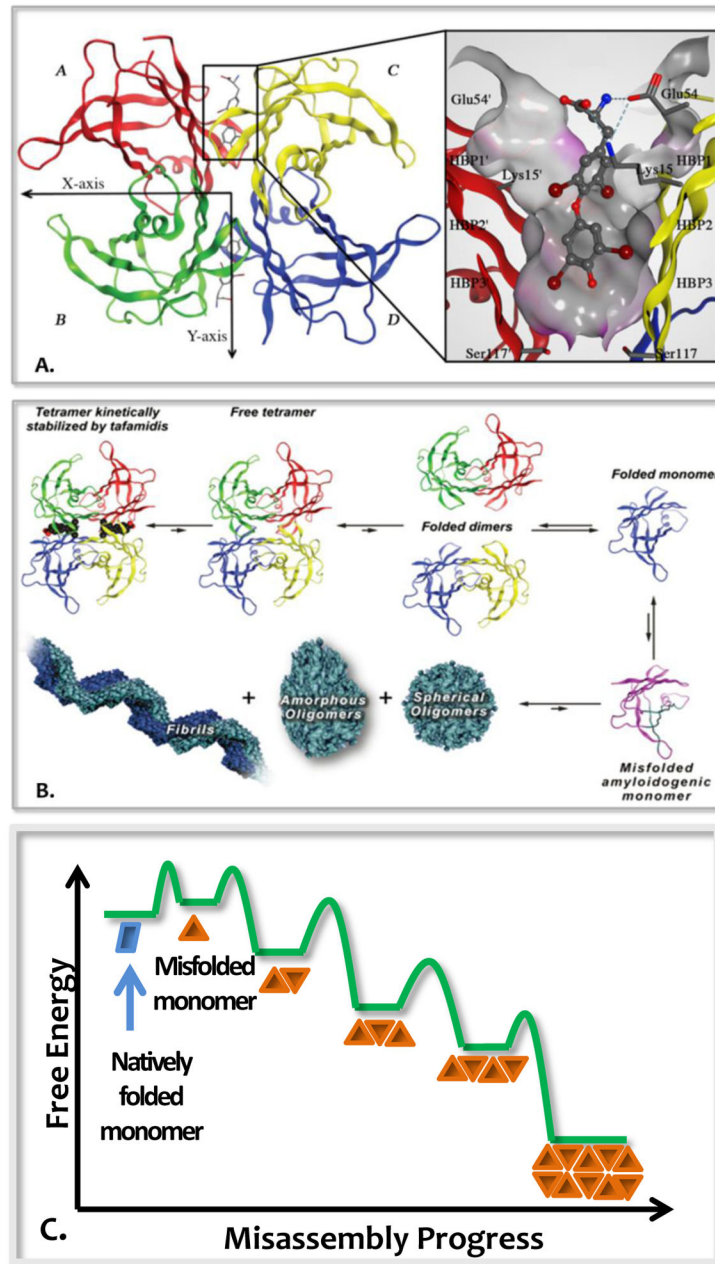 A
C
X-axis
B
Y-axis
D
A.
Glu54'
Glu54
HBP1'
HBP1
Lys15'
Lys15
HBP2'
HBP2
HBP3'
HBP3
Ser117'
Ser117
Tetramer kinetically
stabilized by tafamidis
Free tetramer
Folded dimers
Folded monomer
Fibrils
+
Amorphous
Oligomers
+
Spherical
Oligomers
Misfolded
amyloidogenic
monomer
B.
Free Energy
Misfolded
monomer
Natively
folded
monomer
C.
Misassembly Progress